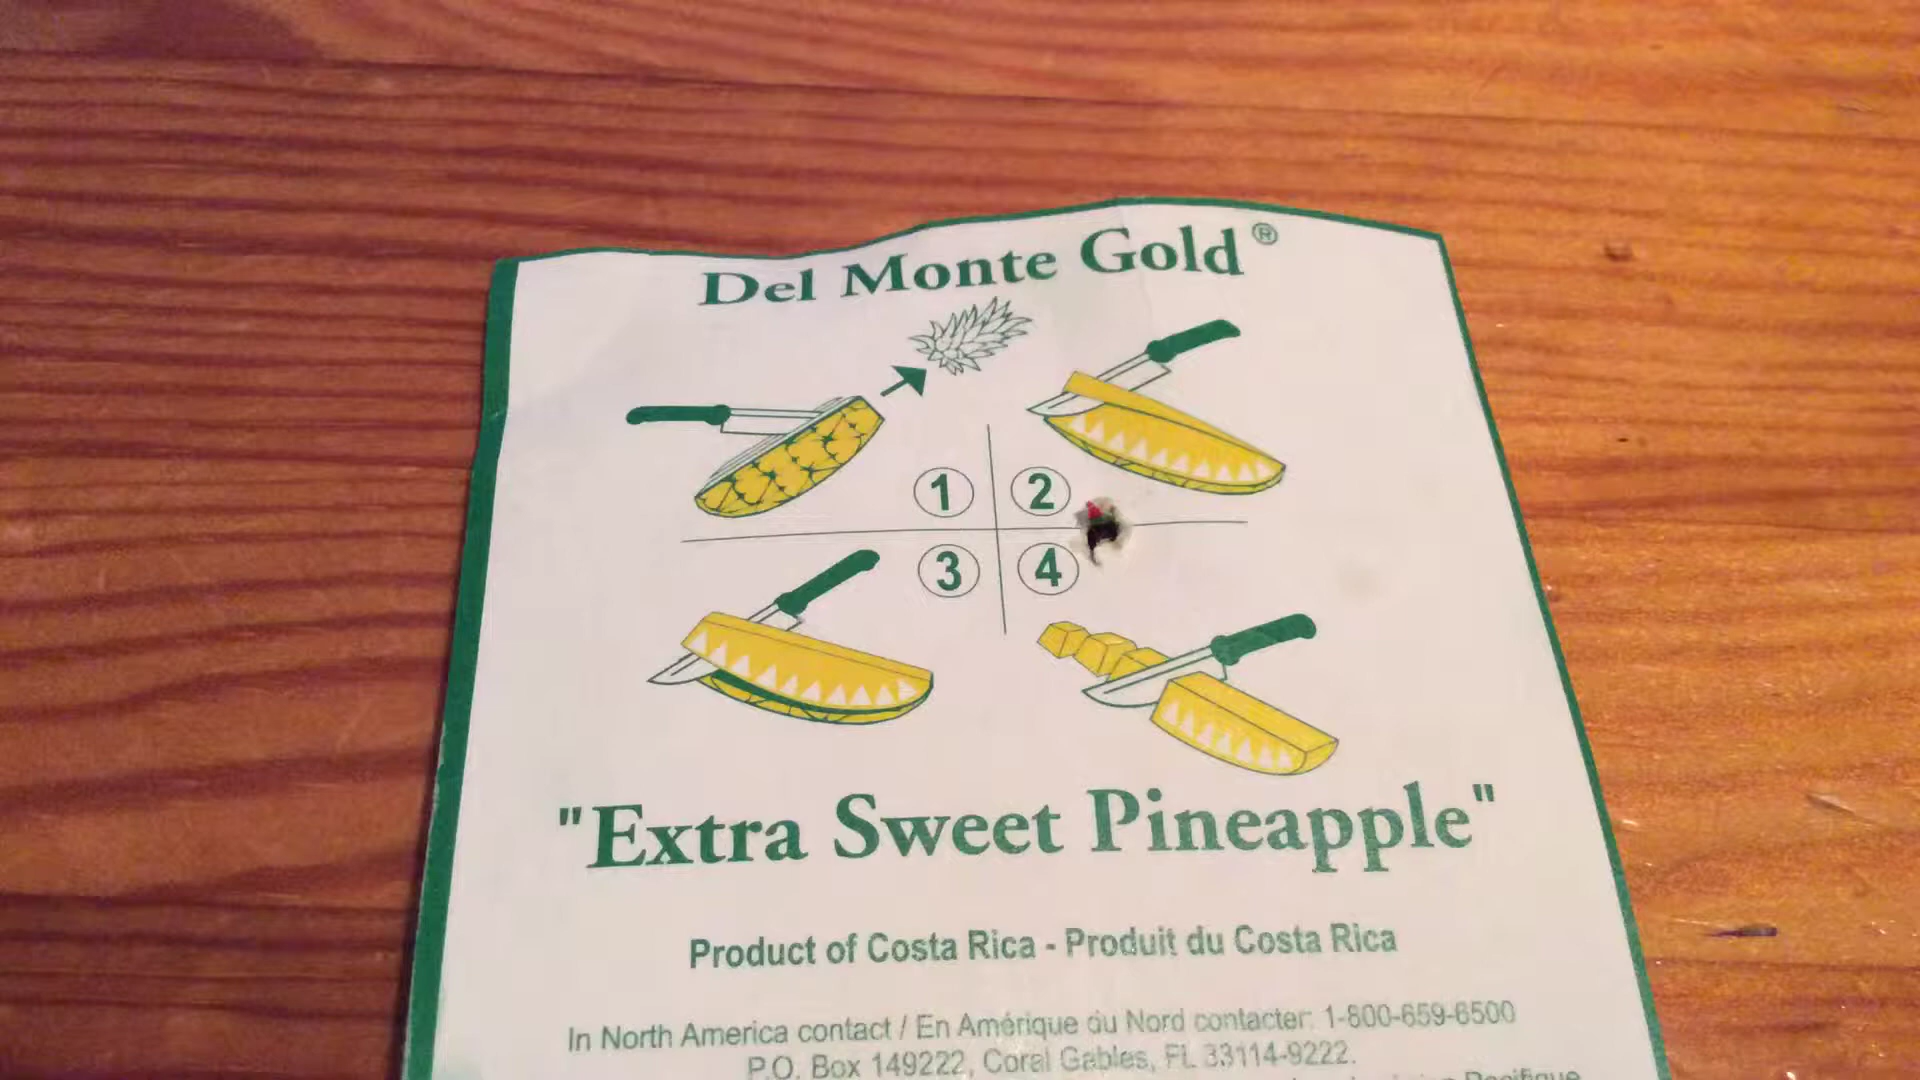 Del Monte Gold®
1
2
3
4
"Extra Sweet Pineapple"
Product of Costa Rica - Produit du Costa Rica
In North America contact / En Amérique du Nord contacter: 1-800-659-6500
P.O. Box 149222, Coral Gables, FL 33114-9222.
Pacifique